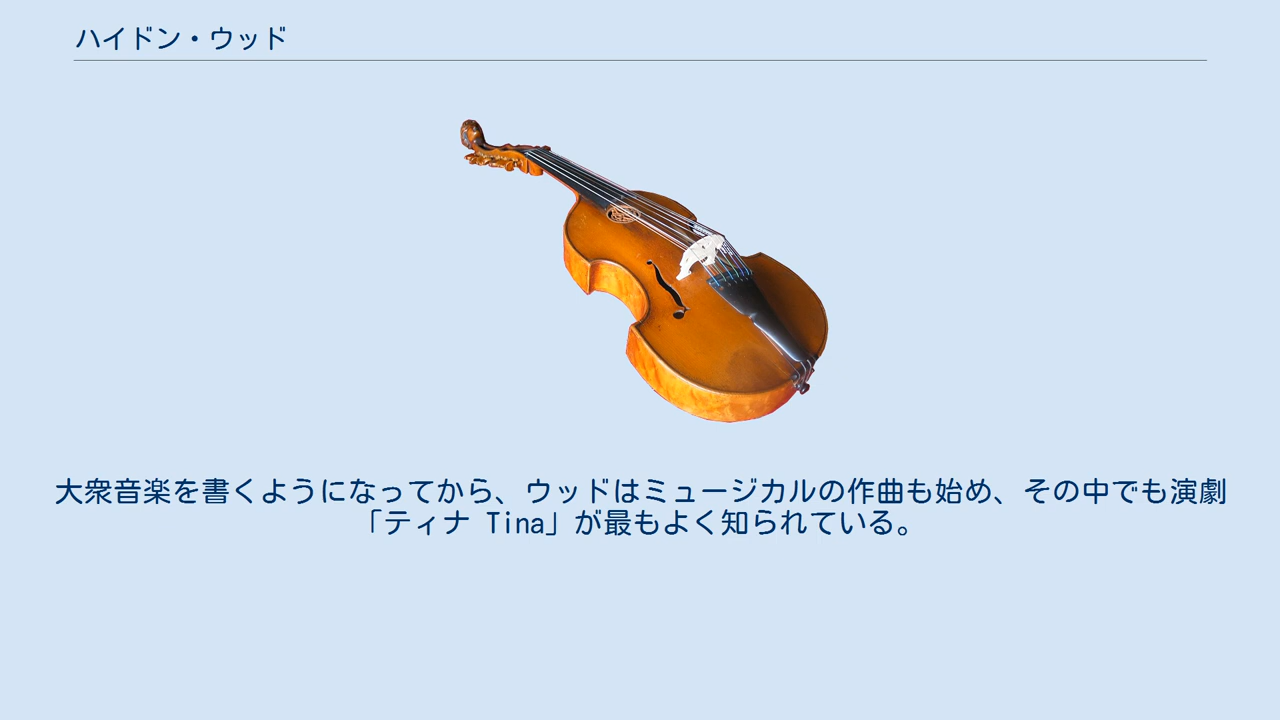 ハイドン・ウッド
大衆音楽を書くようになってから、ウッドはミュージカルの作曲も始め、その中でも演劇
「ティナ Tina」が最もよく知られている。